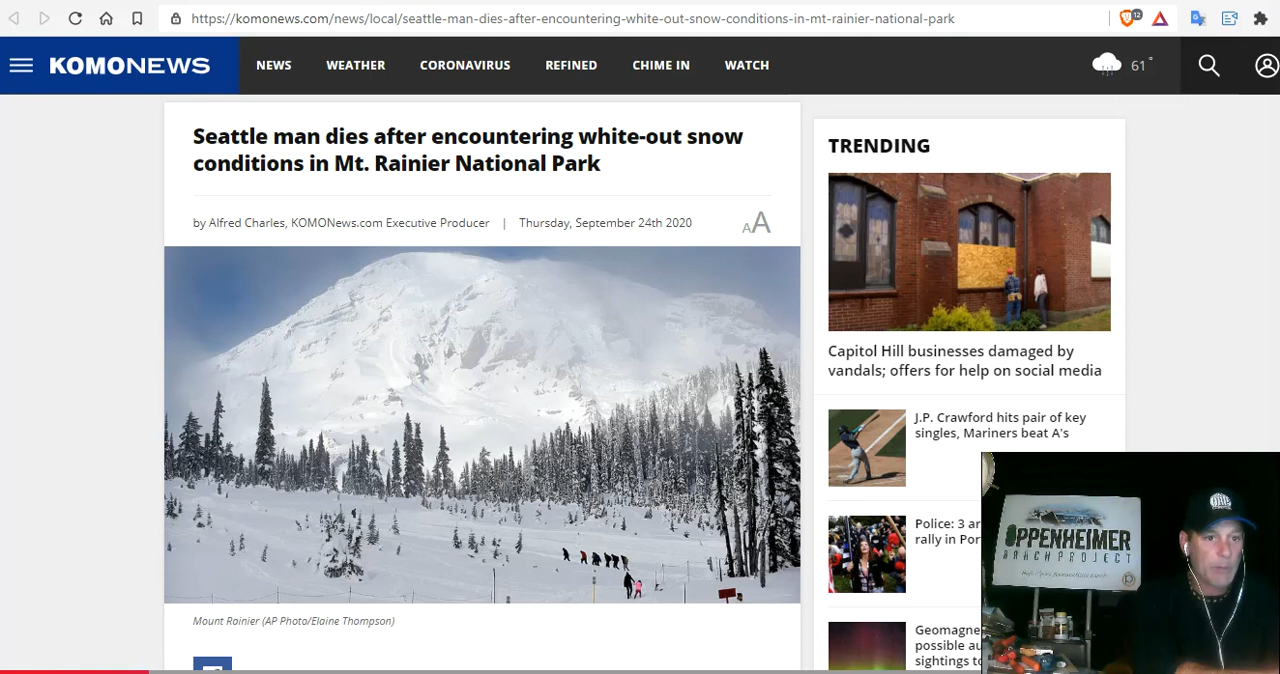 https://komonews.com/news/local/seattle-man-dies-after-encountering-white-out-snow-conditions-in-mt-rainier-national-park
12
KOMONEWS
NEWS
WEATHER
CORONAVIRUS
REFINED
CHIME IN
WATCH
61°
Seattle man dies after encountering white-out snow
conditions in Mt. Rainier National Park
by Alfred Charles, KOMONews.com Executive Producer | Thursday, September 24th 2020
AA
Mount Rainier (AP Photo/Elaine Thompson)
TRENDING
Capitol Hill businesses damaged by
vandals; offers for help on social media
J.P. Crawford hits pair of key
singles, Mariners beat A's
Police: 3 ar
rally in Por
Geomagne
possible au
sightings to
OPPENHEIMER
RANCH PROJECT